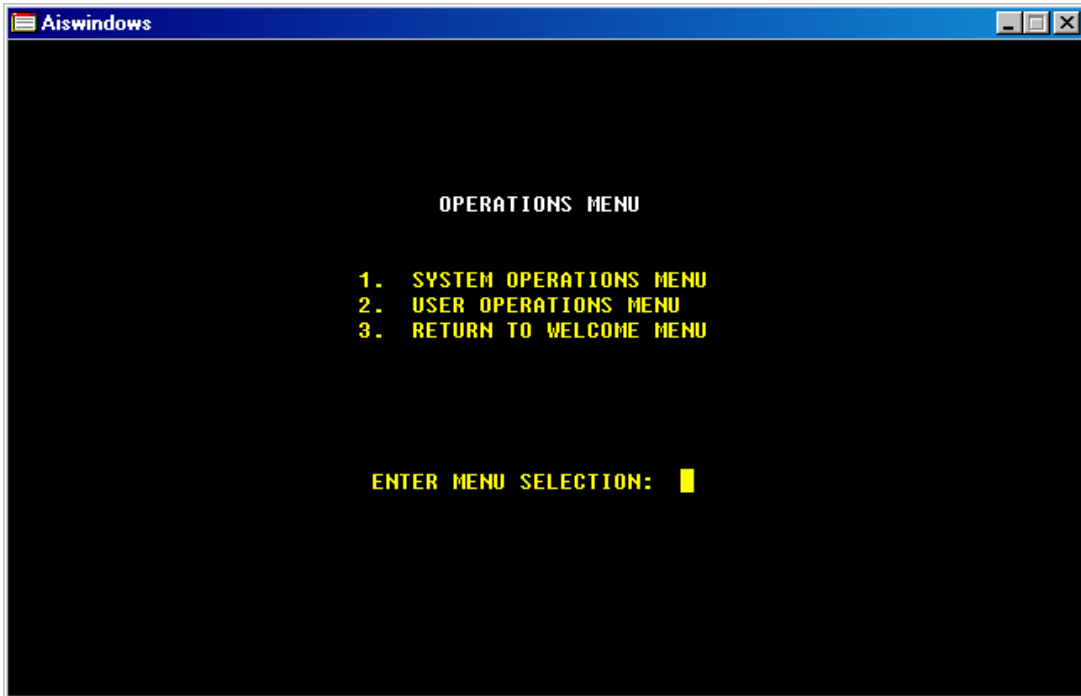 Aiswindows
OPERATIONS MENU
1. SYSTEM OPERATIONS MENU
2. USER OPERATIONS MENU
3. RETURN TO WELCOME MENU
ENTER MENU SELECTION: